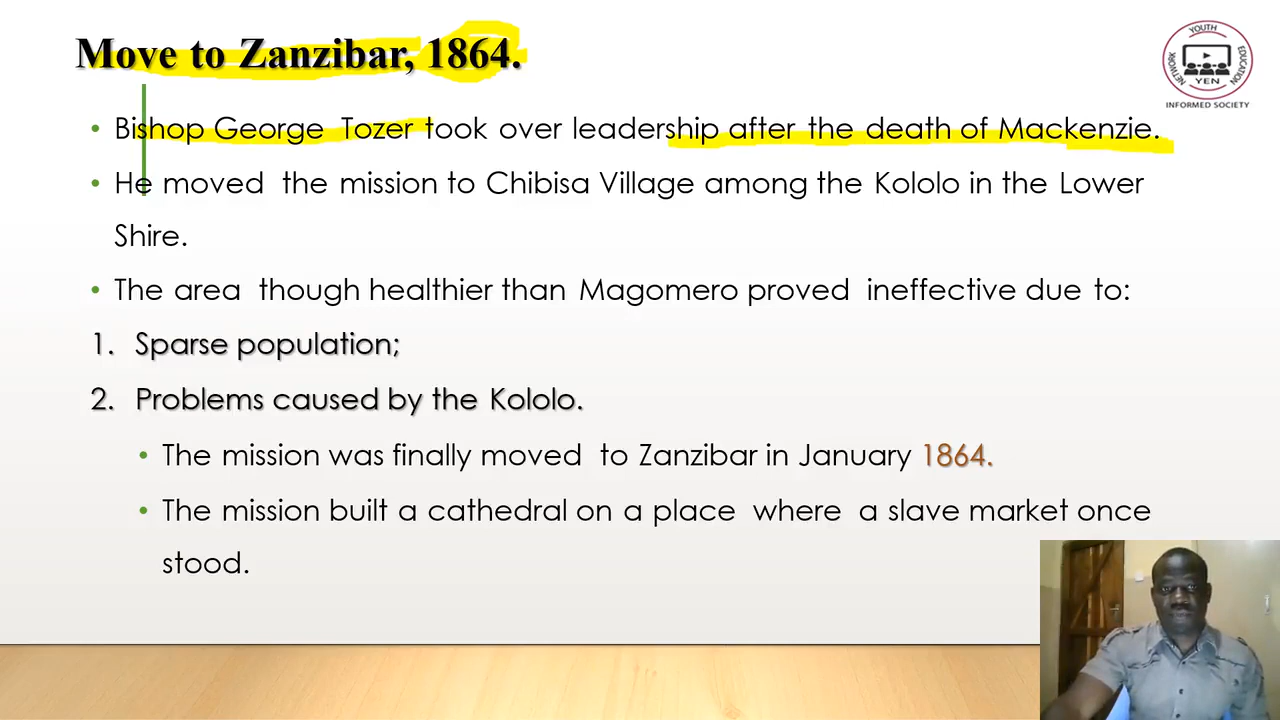 Move to Zanzibar, 1864.
YOUTH
EDUCATION
NETWORK
YEN
INFORMED SOCIETY
• Bishop George Tozer took over leadership after the death of Mackenzie.
• He moved the mission to Chibisa Village among the Kololo in the Lower
Shire.
• The area though healthier than Magomero proved ineffective due to:
1. Sparse population;
2. Problems caused by the Kololo.
• The mission was finally moved to Zanzibar in January 1864.
• The mission built a cathedral on a place where a slave market once
stood.